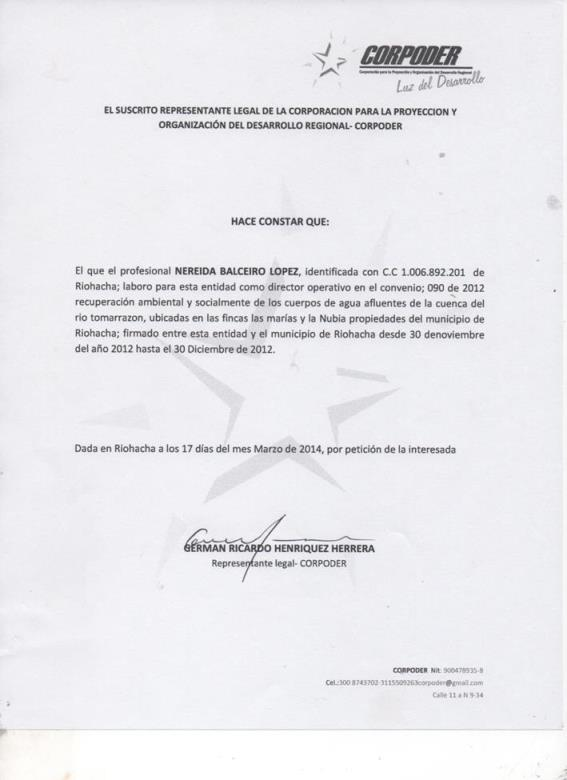 CORPODER
Corporación para la Proyección y Organización del Desarrollo Regional
Luz del Desarrollo
EL SUSCRITO REPRESENTANTE LEGAL DE LA CORPORACION PARA LA PROYECCION Y
ORGANIZACIÓN DEL DESARROLLO REGIONAL- CORPODER
HACE CONSTAR QUE:
El que el profesional NEREIDA BALCEIRO LOPEZ, identificada con C.C 1.006.892.201 de
Riohacha; laboro para esta entidad como director operativo en el convenio; 090 de 2012
recuperación ambiental y socialmente de los cuerpos de agua afluentes de la cuenca del
rio tomarrazon, ubicadas en las fincas las marías y la Nubia propiedades del municipio de
Riohacha; firmado entre esta entidad y el municipio de Riohacha desde 30 denoviembre
del año 2012 hasta el 30 Diciembre de 2012.
Dada en Riohacha a los 17 días del mes Marzo de 2014, por petición de la interesada
GERMAN RICARDO HENRIQUEZ HERRERA
Representante legal- CORPODER
CORPODER Nit: 900478935-8
Cel.:300 8743702-3115509263corpoder@gmail.com
Calle 11 a N 9-34